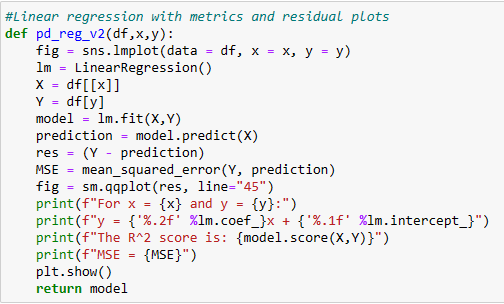 #Linear regression with metrics and residual plots
def pd_reg_v2(df,x,y):
    fig = sns.lmplot(data = df, x = x, y = y)
    lm = LinearRegression()
    X = df[[x]]
    Y = df[y]
    model = lm.fit(X,Y)
    prediction = model.predict(X)
    res = (Y - prediction)
    MSE = mean_squared_error(Y, prediction)
    fig = sm.qqplot(res, line="45")
    print(f"For x = {x} and y = {y}:")
    print(f"y = {'%.2f' %lm.coef_}x + {'%.1f' %lm.intercept_}")
    print(f"The R^2 score is: {model.score(X,Y)}")
    print(f"MSE = {MSE}")
    plt.show()
    return model